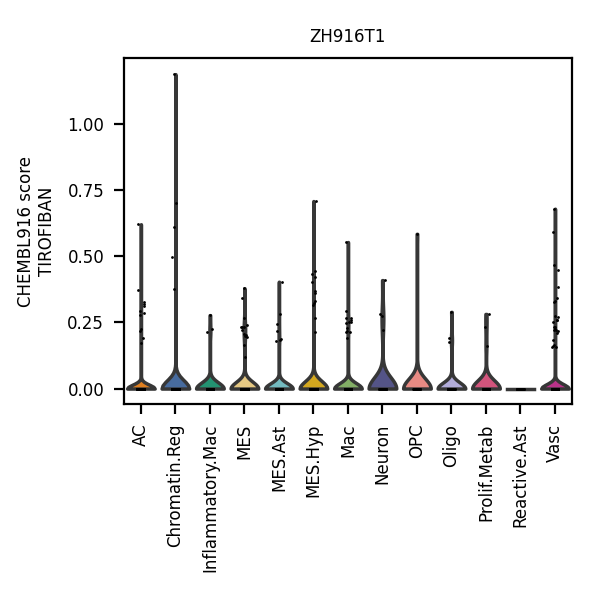 ZH916T1
CHEMBL916 score
TIROFIBAN
1.00
0.75
0.50
0.25
0.00
AC
Chromatin.Reg
Inflammatory.Mac
MES
MES.Ast
MES.Hyp
Mac
Neuron
OPC
Oligo
Prolif.Metab
Reactive.Ast
Vasc